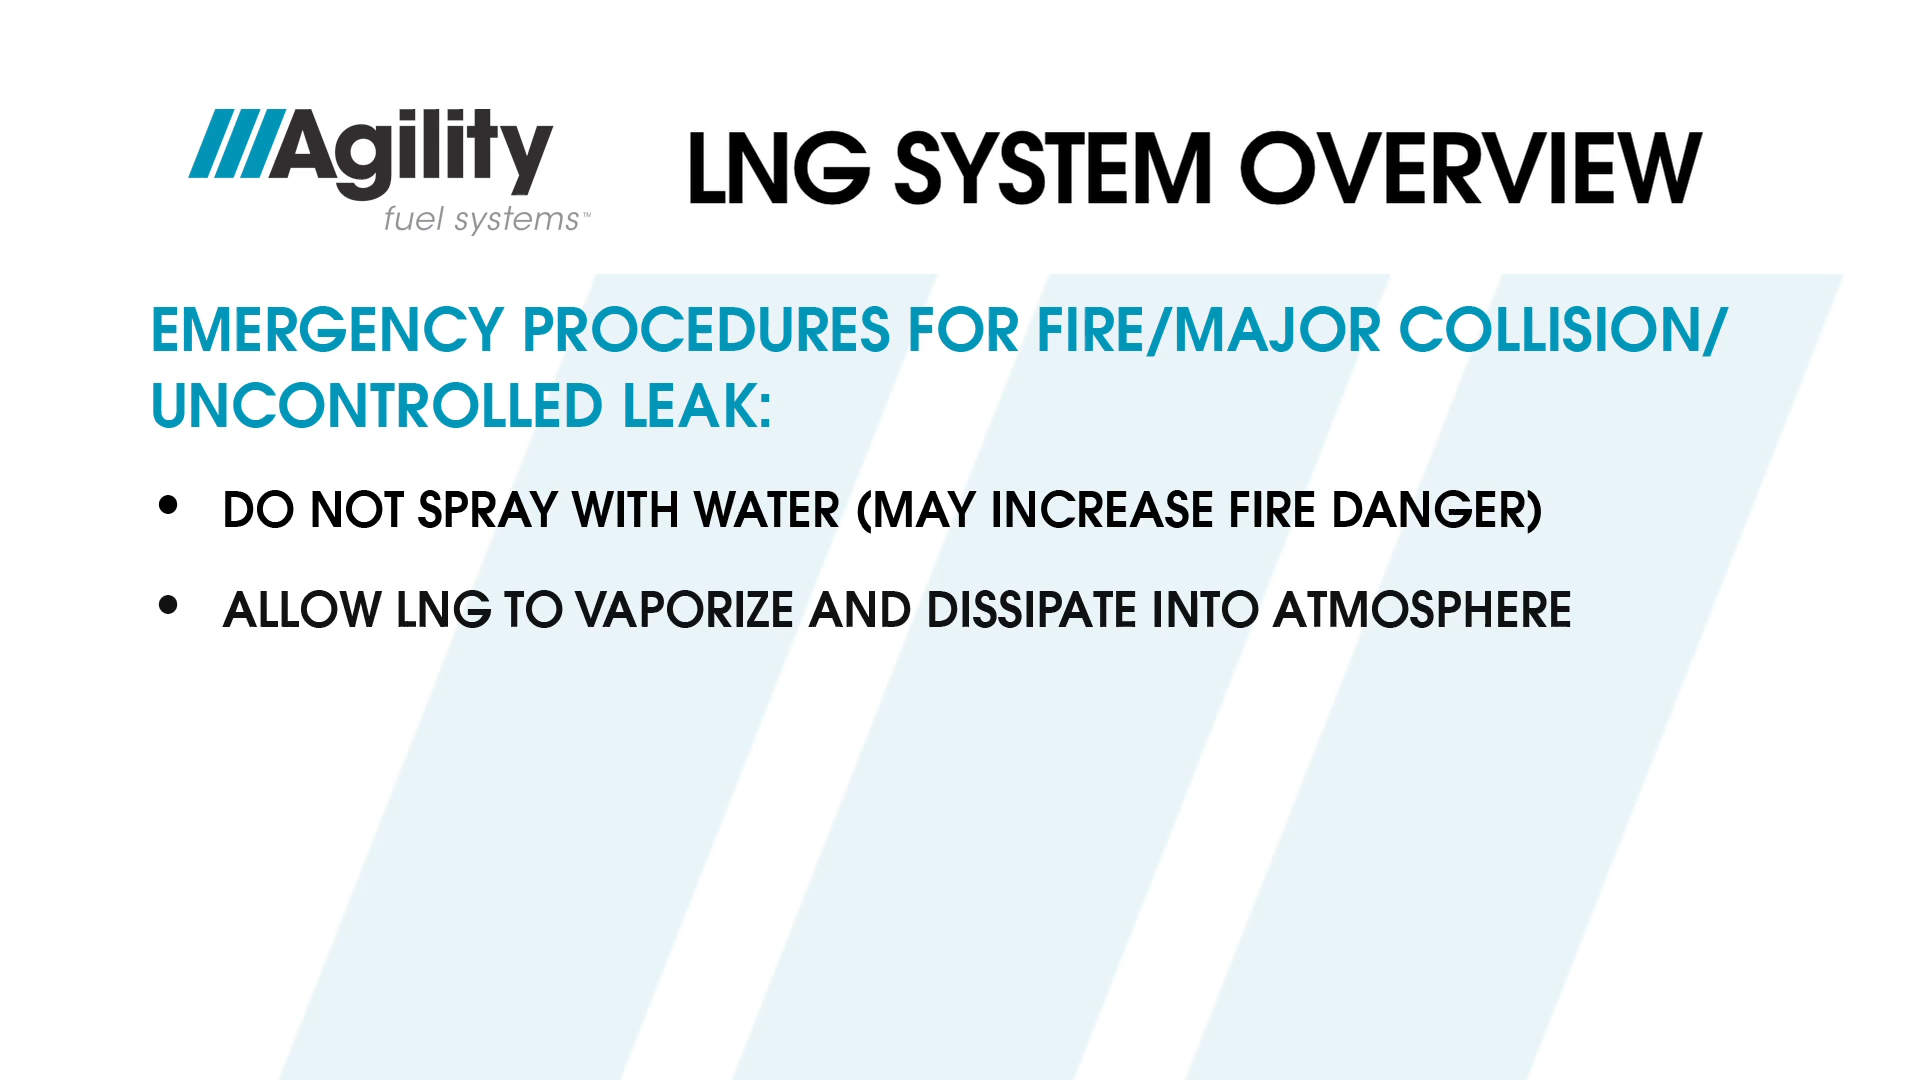 Agility
fuel systems™
LNG SYSTEM OVERVIEW
EMERGENCY PROCEDURES FOR FIRE/MAJOR COLLISION/
UNCONTROLLED LEAK:
• DO NOT SPRAY WITH WATER (MAY INCREASE FIRE DANGER)
• ALLOW LNG TO VAPORIZE AND DISSIPATE INTO ATMOSPHERE